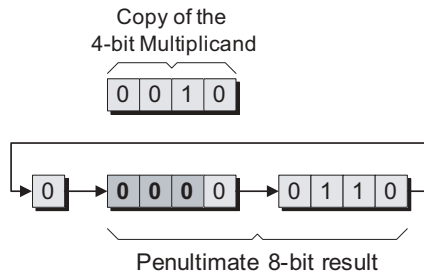 Copy of the
4-bit Multiplicand
0 0 1 0
0 0 0 0 0 0 1 1 0
Penultimate 8-bit result